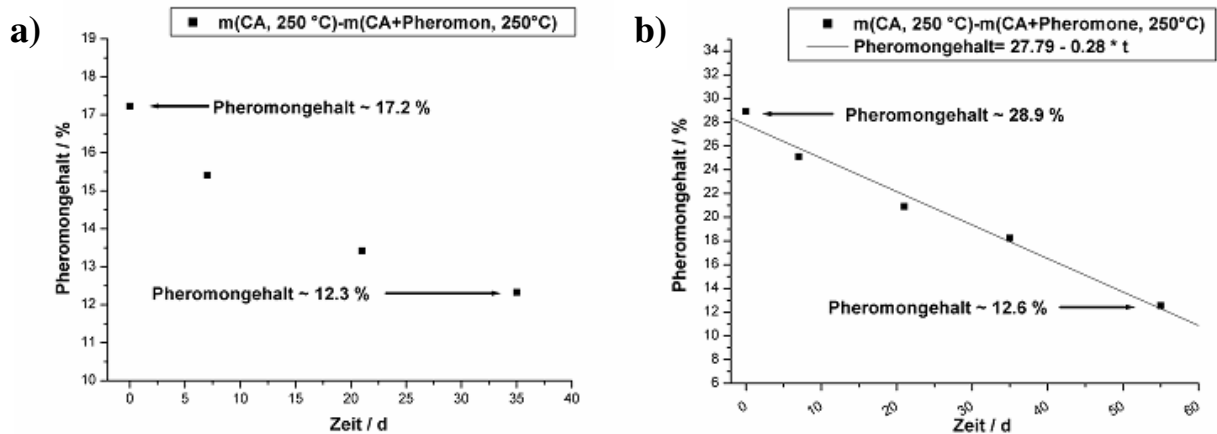 a)
m(CA, 250 °C)-m(CA+Pheromon, 250°C)
Pheromongehalt / %
19
18
17
16
15
14
13
12
11
10
Pheromongehalt ~ 17.2 %
Pheromongehalt ~ 12.3 %
0 5 10 15 20 25 30 35 40
Zeit / d
b)
m(CA, 250 °C)-m(CA+Pheromone, 250°C)
Pheromongehalt= 27.79 - 0.28 * t
Pheromongehalt / %
34
32
30
28
26
24
22
20
18
16
14
12
10
8
6
Pheromongehalt ~ 28.9 %
Pheromongehalt ~ 12.6 %
0 10 20 30 40 50 60
Zeit / d